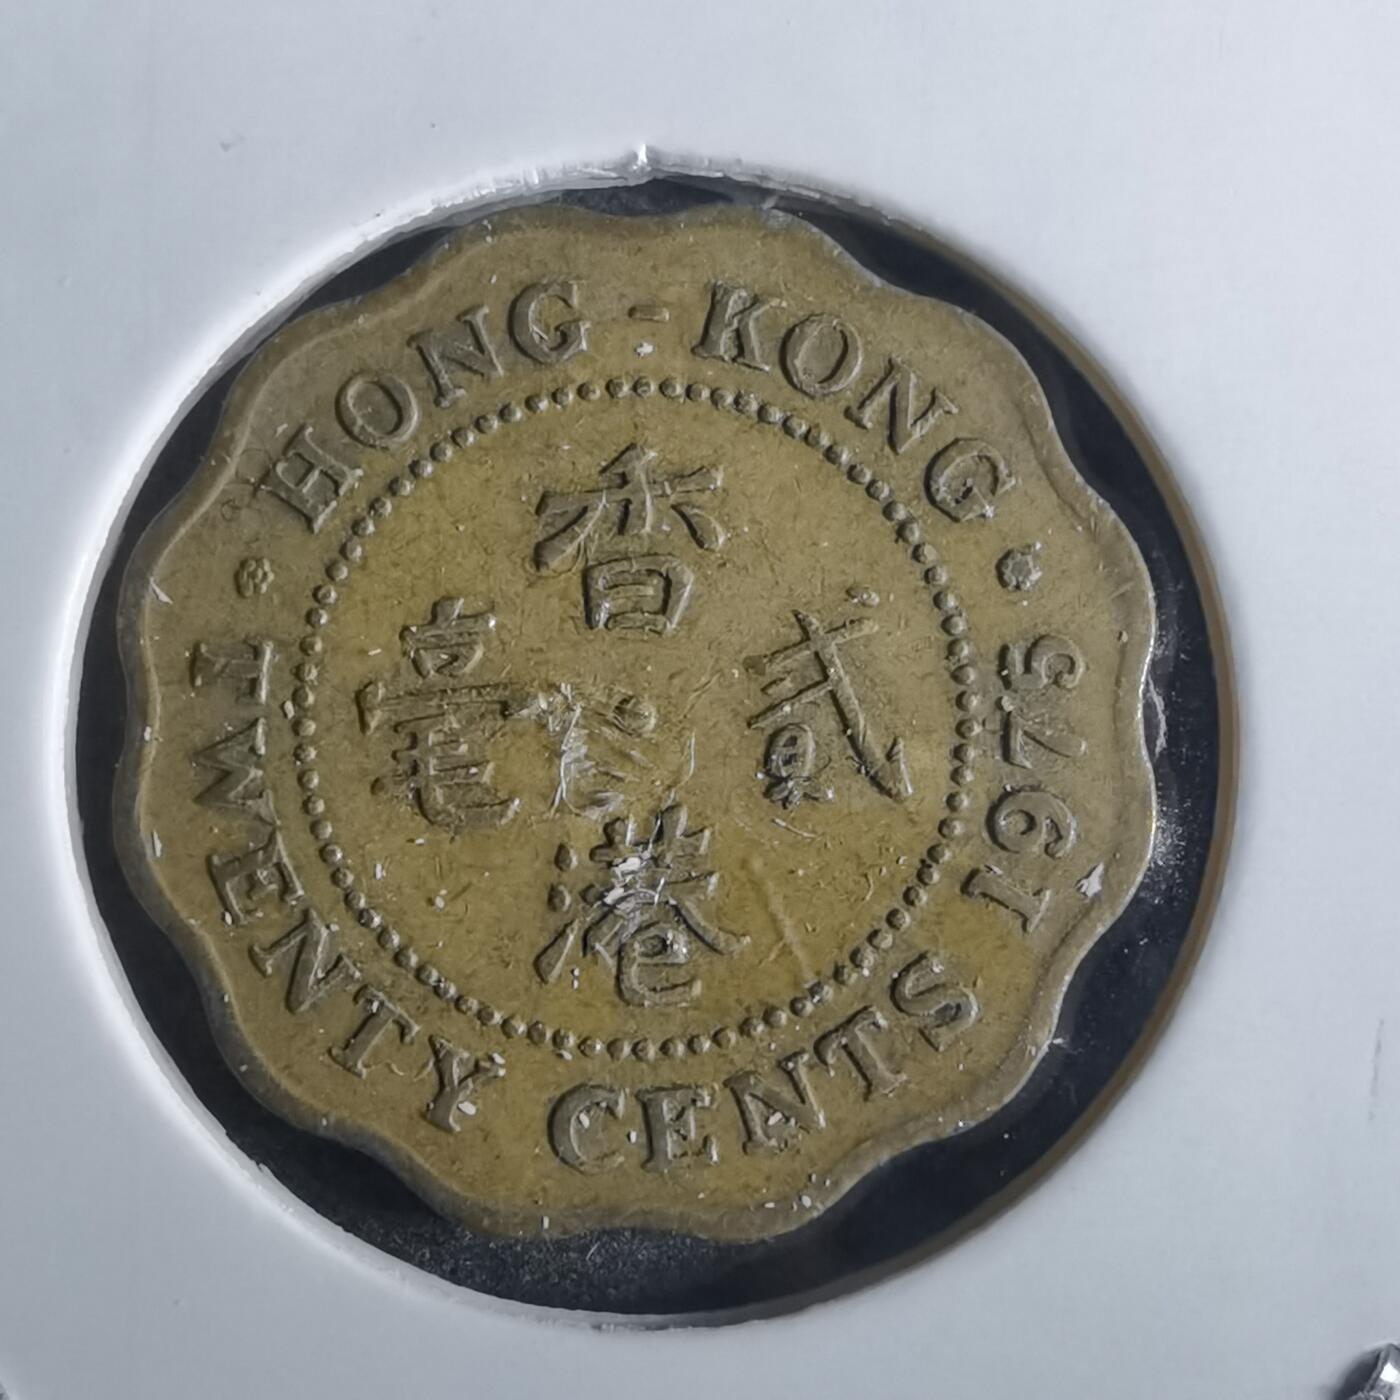 HONG-KONG
1975
TWENTY CENTS
香
港
貳
毫